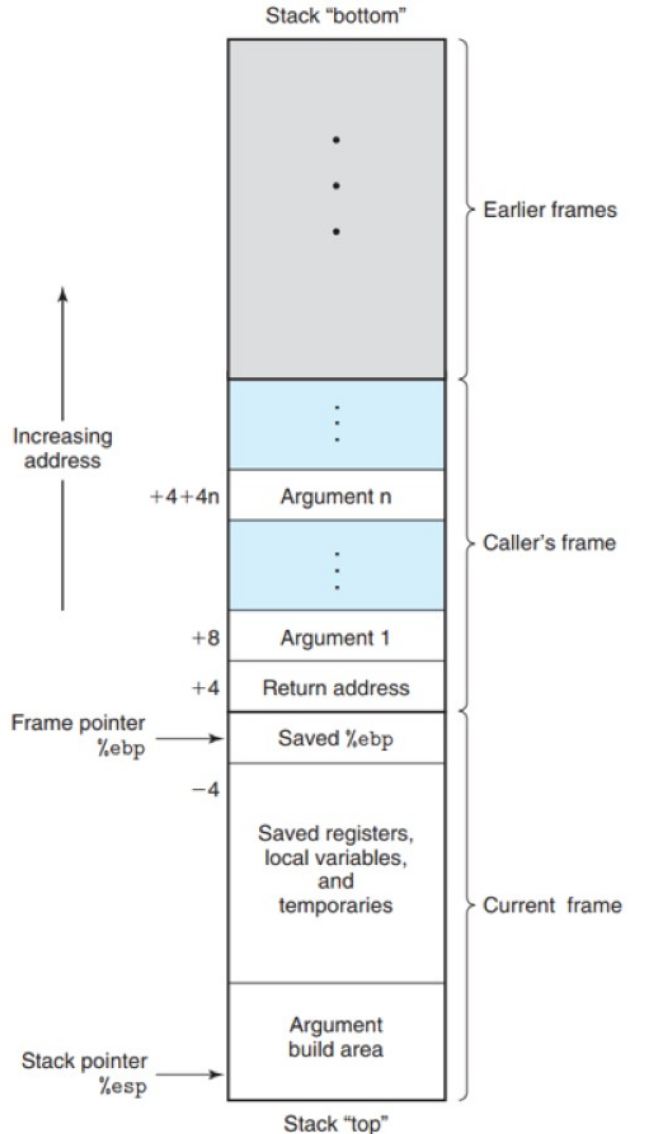 Stack “bottom”
Earlier frames
Increasing
address
+4+4n
Argument n
Caller’s frame
+8
Argument 1
+4
Return address
Frame pointer
%ebp
Saved %ebp
−4
Saved registers,
local variables,
and
temporaries
Current frame
Argument
build area
Stack pointer
%esp
Stack “top”